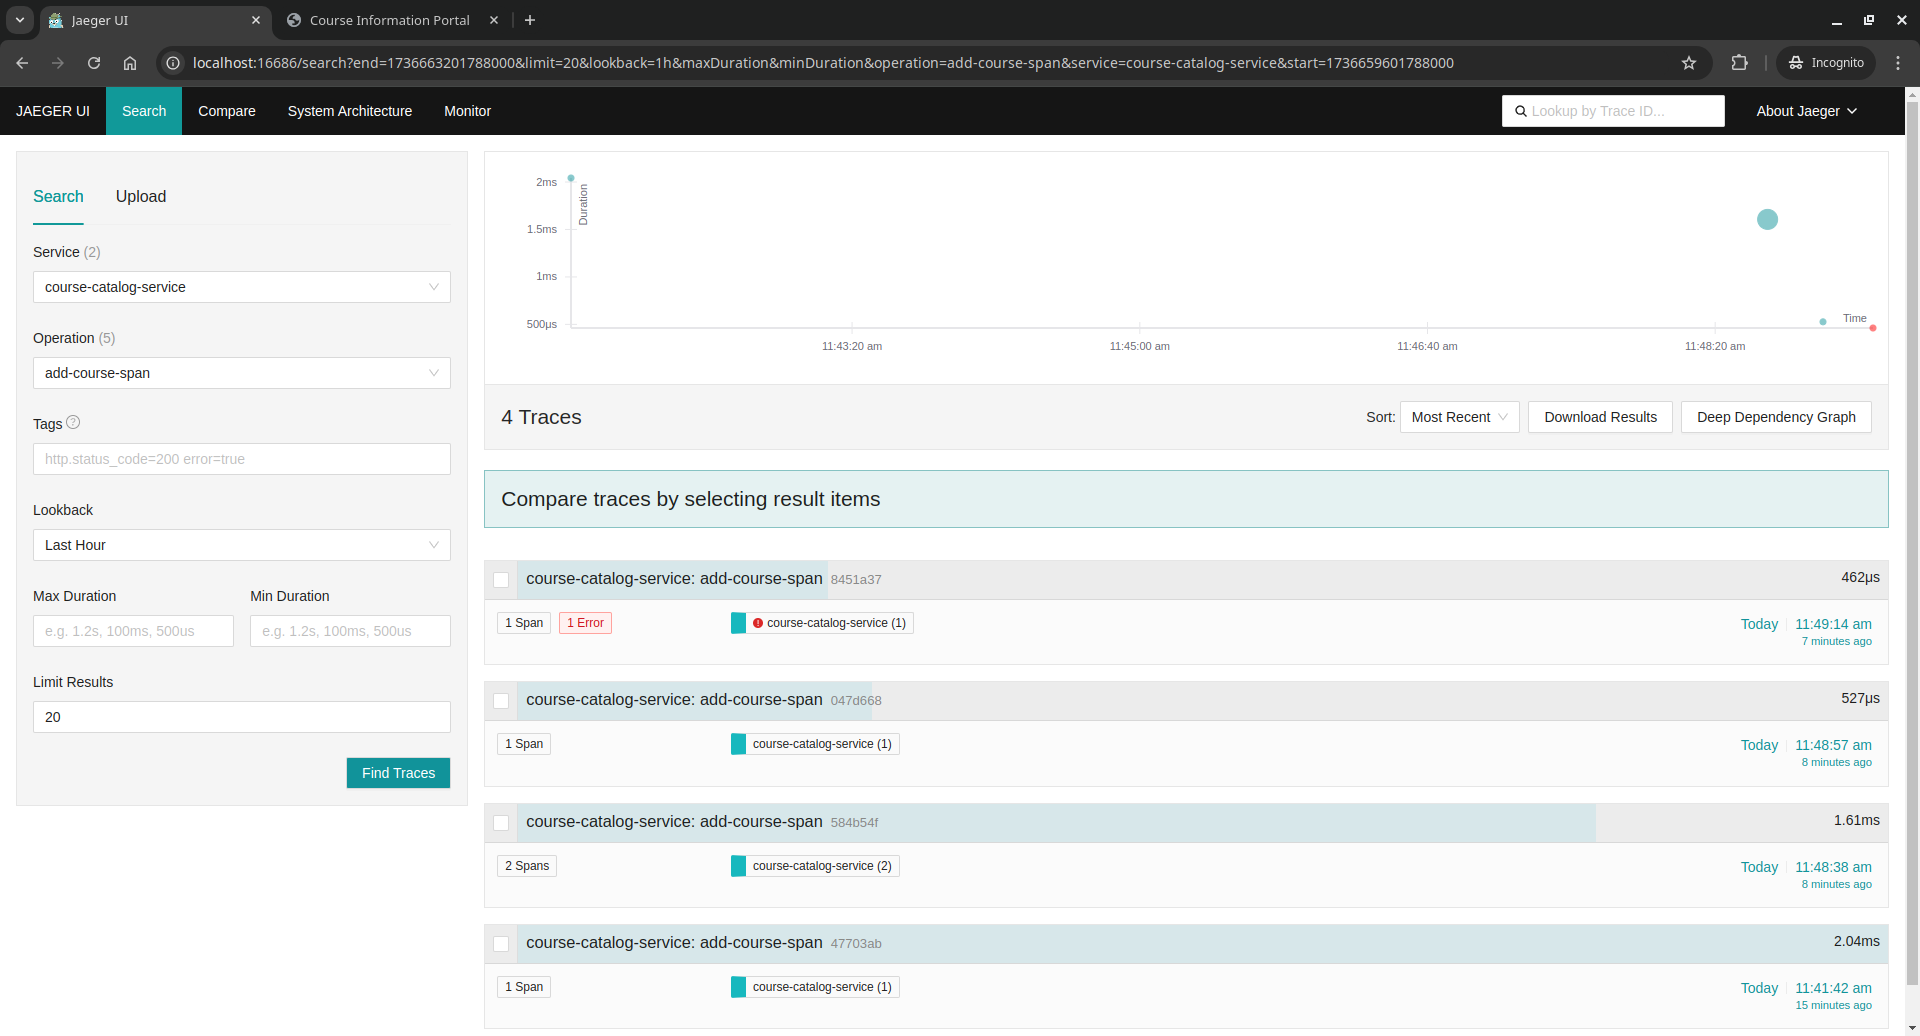 Jaeger UI
Course Information Portal
localhost:16686/search?end=1736663201788000&limit=20&lookback=1h&maxDuration&minDuration&operation=add-course-span&service=course-catalog-service&start=1736659601788000
Incognito
JAEGER UI
Search
Compare
System Architecture
Monitor
Lookup by Trace ID...
About Jaeger
Search
Upload
Service (2)
course-catalog-service
Operation (5)
add-course-span
Tags
http.status_code=200 error=true
Lookback
Last Hour
Max Duration
Min Duration
e.g. 1.2s, 100ms, 500us
e.g. 1.2s, 100ms, 500us
Limit Results
20
Find Traces
2ms
1.5ms
1ms
500μs
Duration
Time
11:43:20 am
11:45:00 am
11:46:40 am
11:48:20 am
4 Traces
Sort: Most Recent
Download Results
Deep Dependency Graph
Compare traces by selecting result items
course-catalog-service: add-course-span 8451a37
462μs
1 Span
1 Error
course-catalog-service (1)
Today 11:49:14 am
7 minutes ago
course-catalog-service: add-course-span 047d668
527μs
1 Span
course-catalog-service (1)
Today 11:48:57 am
8 minutes ago
course-catalog-service: add-course-span 584b54f
1.61ms
2 Spans
course-catalog-service (2)
Today 11:48:38 am
8 minutes ago
course-catalog-service: add-course-span 47703ab
2.04ms
1 Span
course-catalog-service (1)
Today 11:41:42 am
15 minutes ago